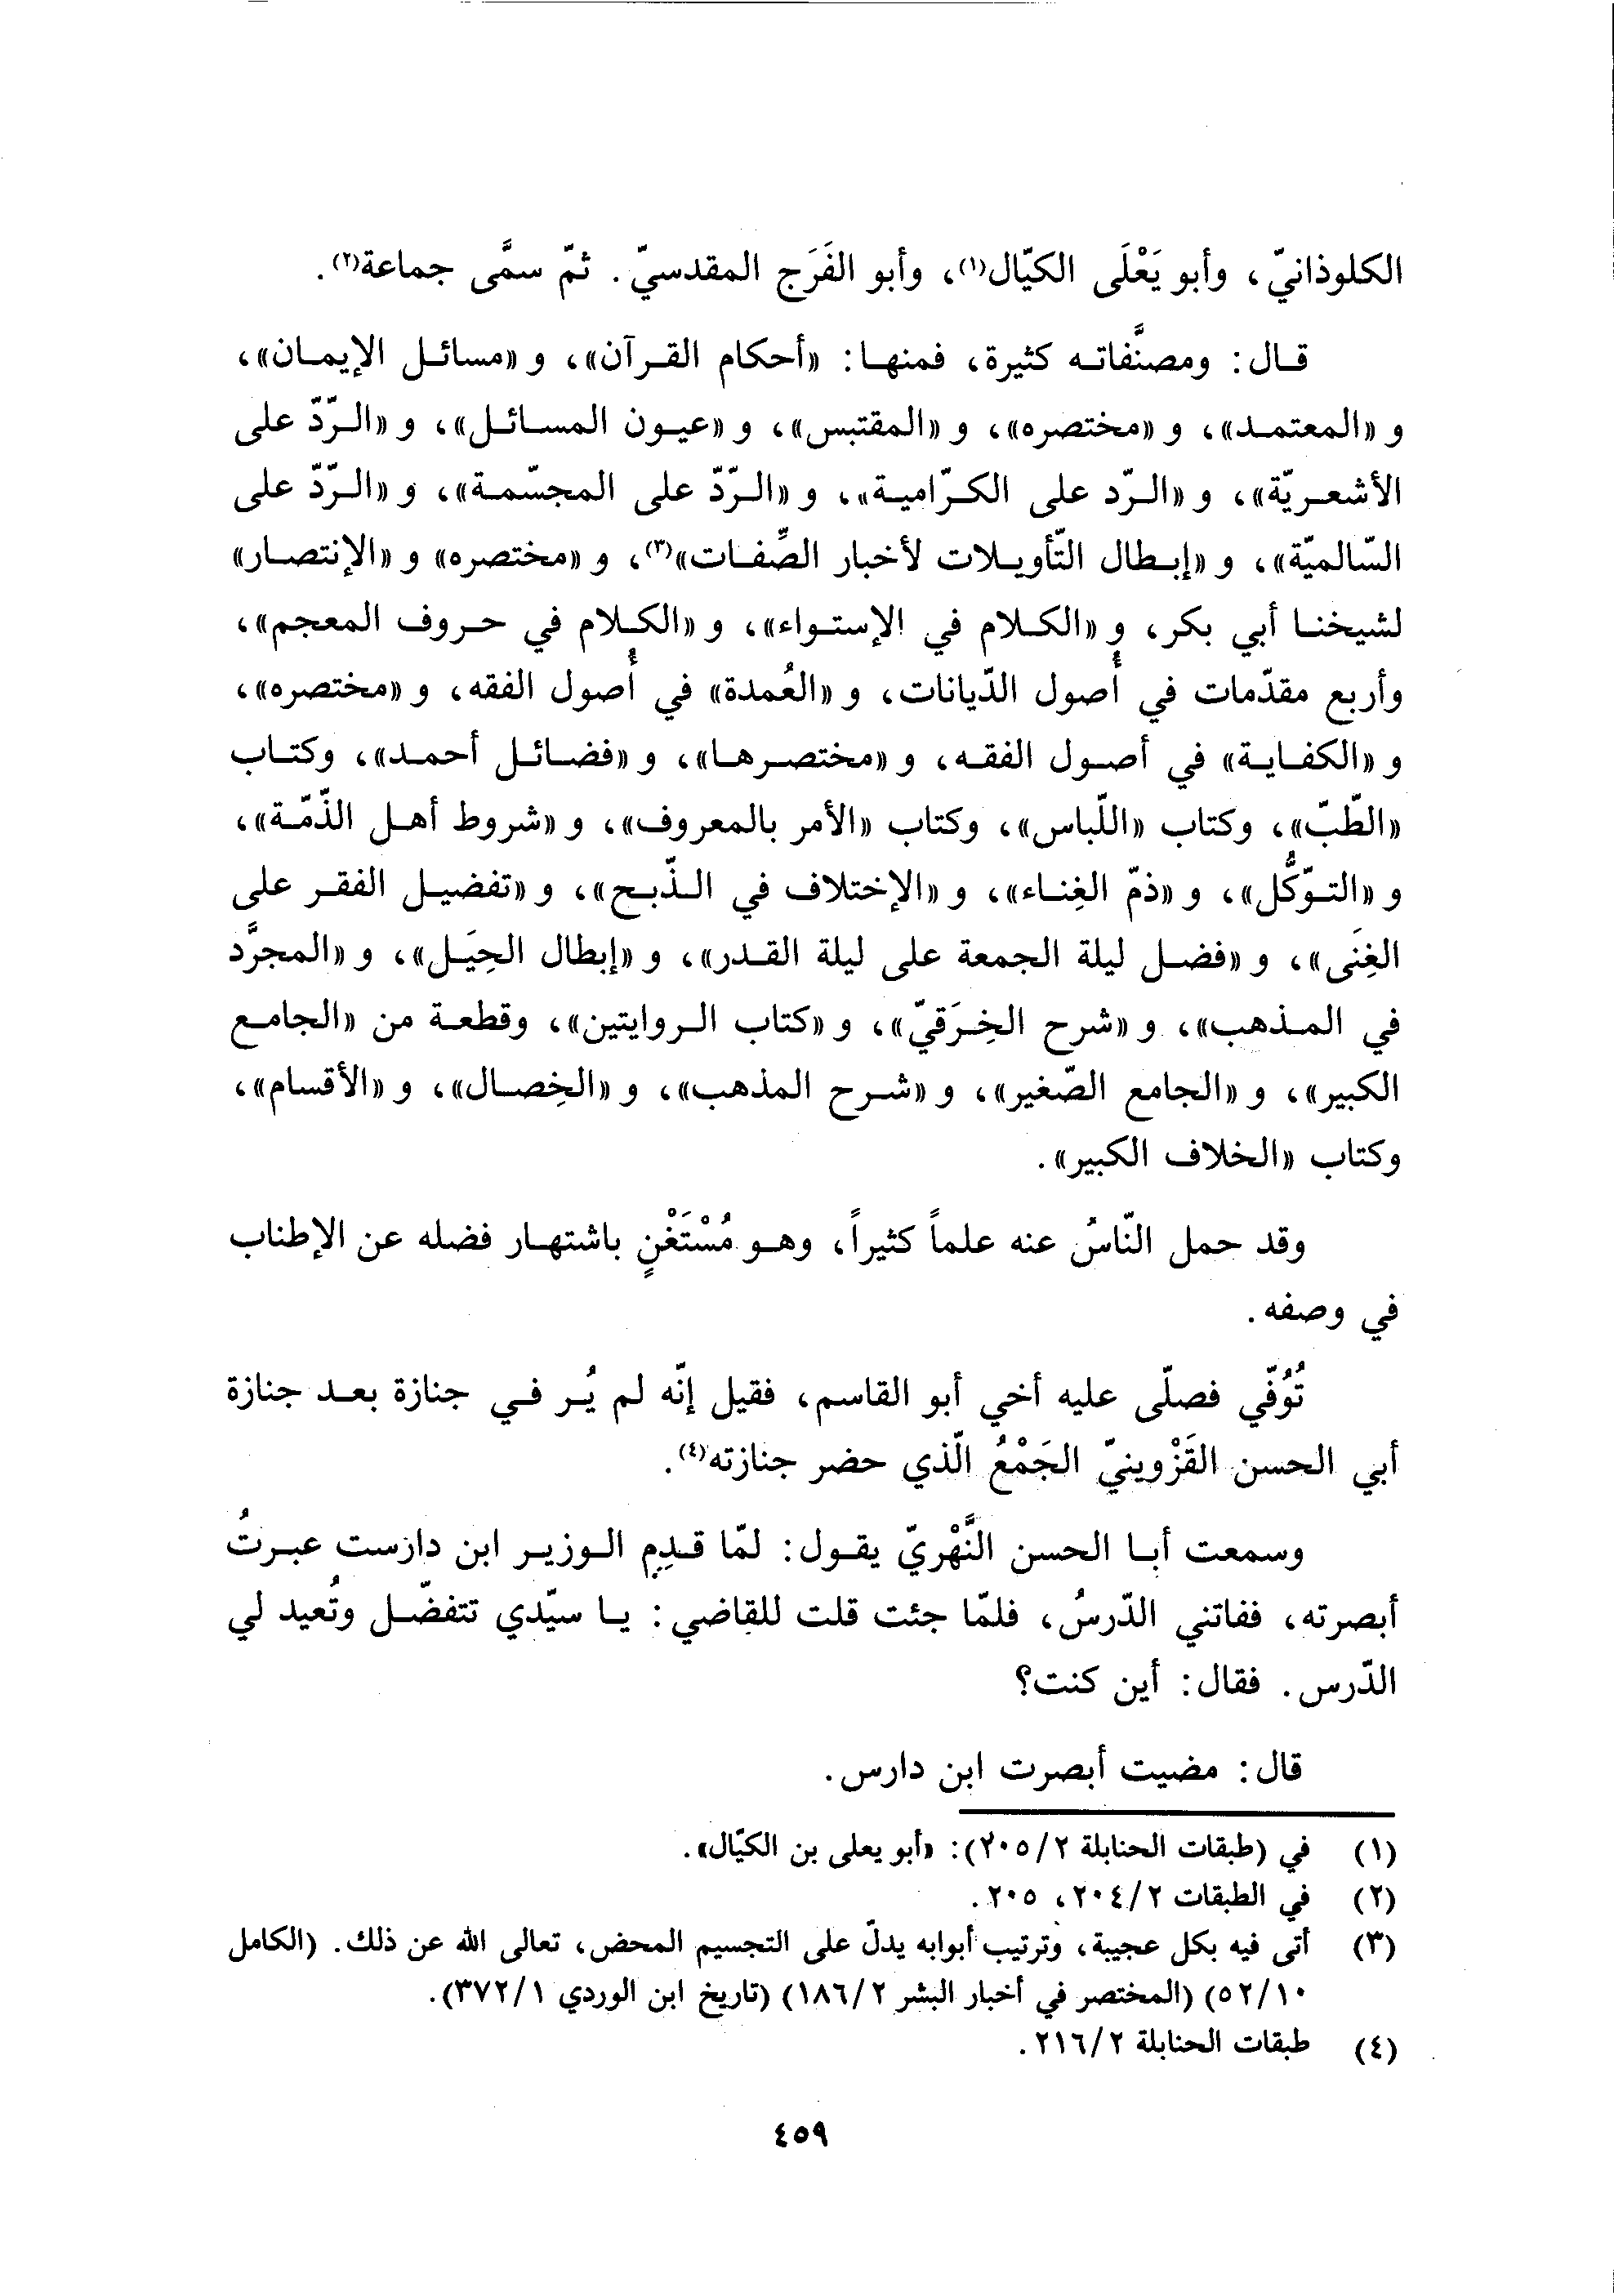 الكلوذانيّ، وأبو يَعْلَى الكيّال(١)، وأبو الفَرَج المقدسيّ. ثمّ سمَّى جماعة(٢).
قال: ومصنَّفاته كثيرة، فمنها: «أحكام القرآن»، و «مسائل الإيمان»،
و «المعتمد»، و «مختصره»، و «المقتبس»، و «عيون المسائل»، و «الرّدّ على
الأشعريّة»، و «الرّد على الكرّامية»، و «الرّدّ على المجسّمة»، و «الرّدّ على
السّالميّة»، و «إبطال التّأويلات لأخبار الصِّفات»(٣)، و «مختصره» و «الإنتصار»
لشيخنا أبي بكر، و «الكلام في الإستواء»، و «الكلام في حروف المعجم»،
وأربع مقدّمات في أُصول الدّيانات، و «العُمدة» في أُصول الفقه، و «مختصره»،
و «الكفاية» في أصول الفقه، و «مختصرها»، و «فضائل أحمد»، وكتاب
«الطّبّ»، وكتاب «اللّباس»، وكتاب «الأمر بالمعروف»، و «شروط أهل الذّمّة»،
و «التوّكُّل»، و «ذمّ الغِناء»، و «الإختلاف في الذّبح»، و «تفضيل الفقر على
الغِنَى»، و «فضل ليلة الجمعة على ليلة القدر»، و «إبطال الحِيَل»، و «المجرَّد
في المذهب»، و «شرح الخِرَقيّ»، و «كتاب الروايتين»، وقطعة من «الجامع
الكبير»، و «الجامع الصّغير»، و «شرح المذهب»، و «الخِصال»، و «الأقسام»،
وكتاب «الخلاف الكبير».
وقد حمل النّاسُ عنه علماً كثيراً، وهو مُسْتَغْنٍ باشتهار فضله عن الإطناب
في وصفه.
تُوُفّي فصلّى عليه أخي أبو القاسم، فقيل إنّه لم يُر في جنازة بعد جنازة
أبي الحسن القَزْوينيّ الجَمْعُ الّذي حضر جنازته(٤).
وسمعت أبا الحسن النَّهْريّ يقول: لمّا قدِم الوزير ابن دازست عبرتُ
أبصرته، ففاتني الدّرسُ، فلمّا جئت قلت للقاضي: يا سيّدي تتفضّل وتُعيد لي
الدّرس. فقال: أين كنت؟
قال: مضيت أبصرت ابن دارس.
(١) في (طبقات الحنابلة ٢/٢٠٥): «أبو يعلى بن الكيّال».
(٢) في الطبقات ٢/٢٠٤، ٢٠٥.
(٣) أتى فيه بكل عجيبة، وترتيب أبوابه يدلّ على التجسيم المحض، تعالى الله عن ذلك. (الكامل
١٠/٥٢) (المختصر في أخبار البشر ٢/١٨٦) (تاريخ ابن الوردي ١/٣٧٢).
(٤) طبقات الحنابلة ٢/٢١٦.
٤٥٩